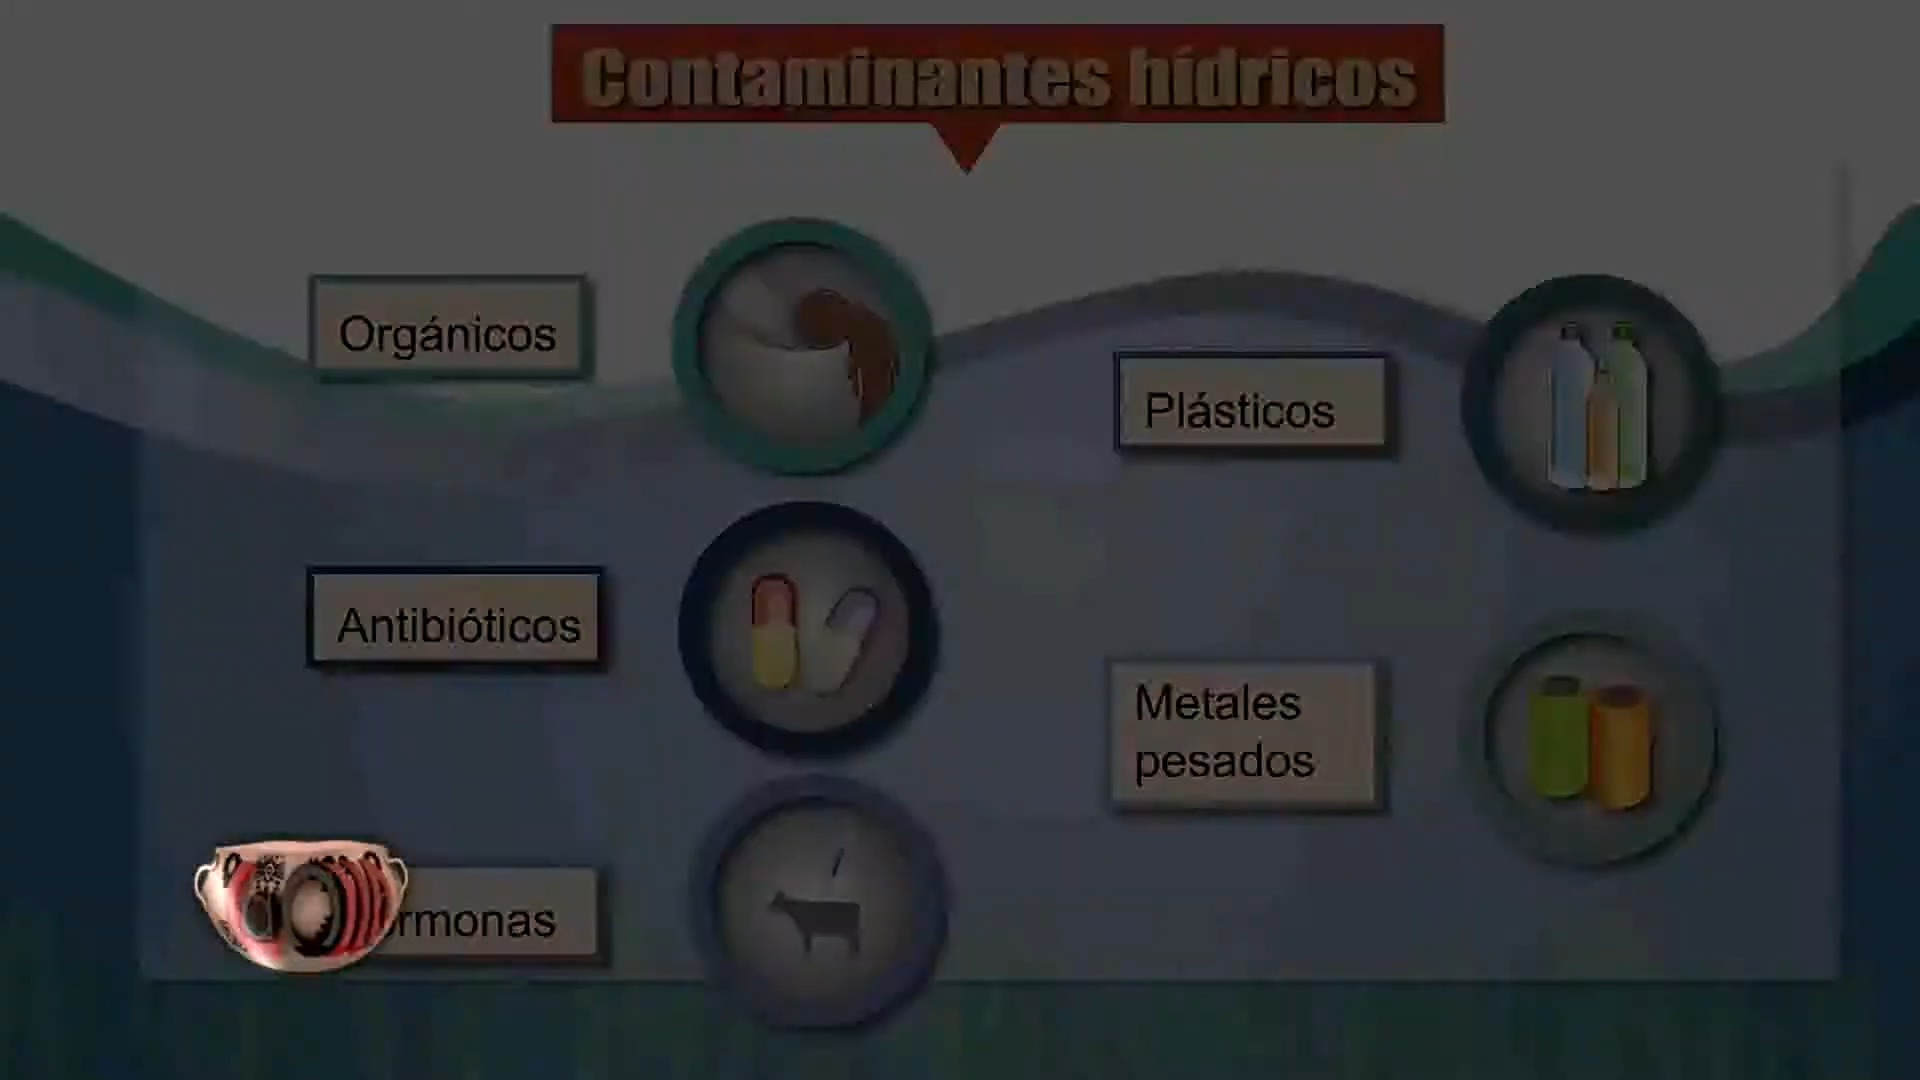 Contaminantes hídricos
Orgánicos
Plásticos
Antibióticos
Metales
pesados
rmonas